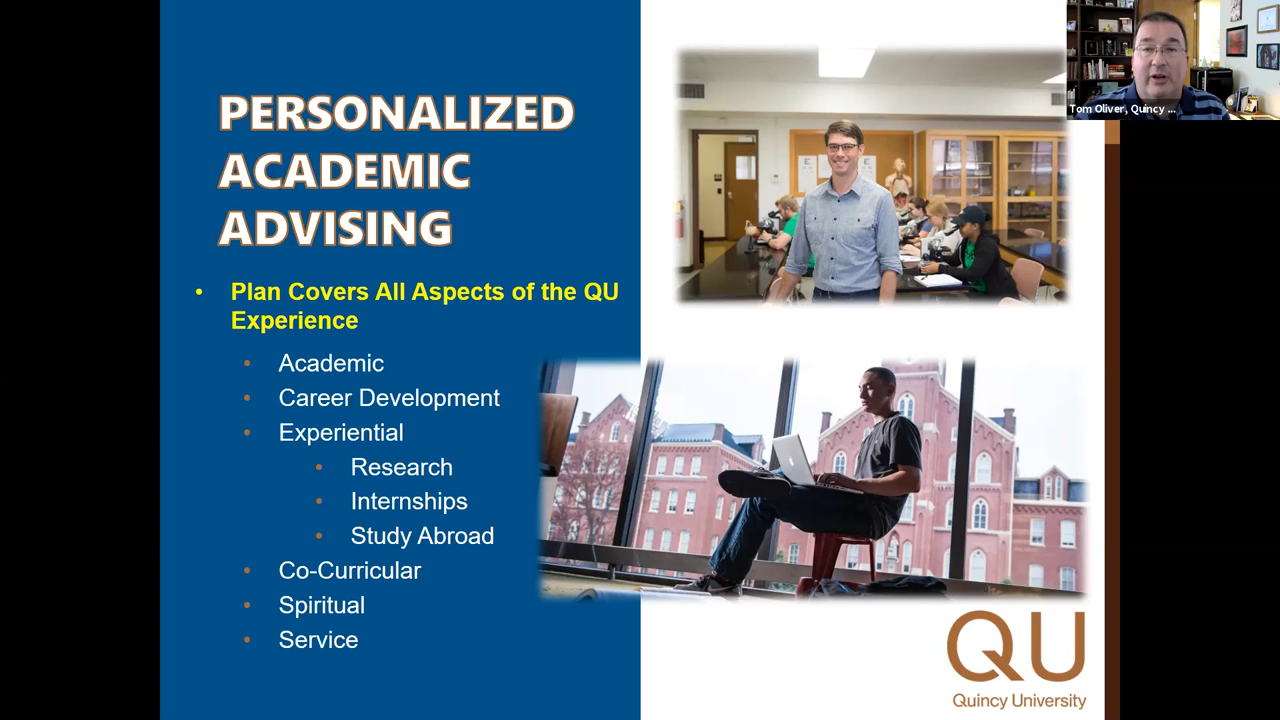 PERSONALIZED
ACADEMIC
ADVISING
• Plan Covers All Aspects of the QU
Experience
• Academic
• Career Development
• Experiential
• Research
• Internships
• Study Abroad
• Co-Curricular
• Spiritual
• Service
Tom Oliver, Quincy ...
QU
Quincy University